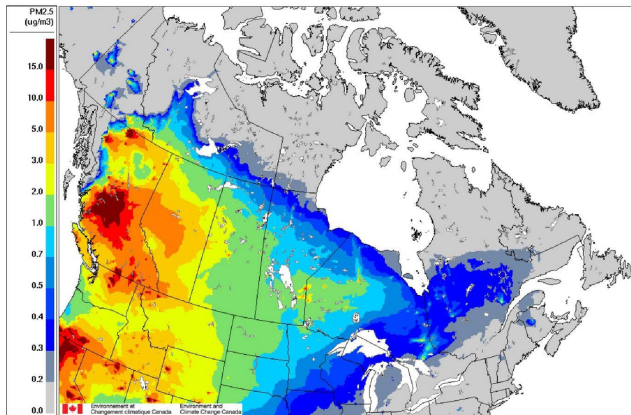 PM2.5
(ug/m3)
15.0
10.0
5.0
3.0
2.0
1.0
0.7
0.5
0.4
0.3
0.2
0.0
Environnement et
Changement climatique Canada
Environment and
Climate Change Canada